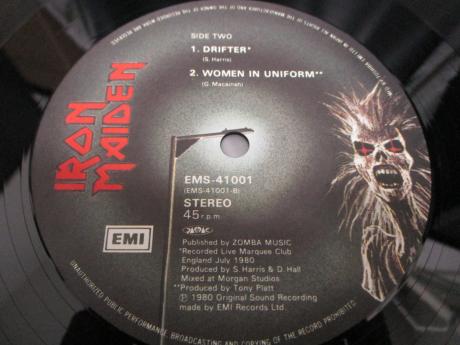 SIDE TWO
1. DRIFTER*
(S. Harris)
2. WOMEN IN UNIFORM**
(G. Macainsh)
IRON
MAIDEN
EMS-41001
(EMS-41001-B)
STEREO
45 r.p.m.
EMI
Published by ZOMBA MUSIC
*Recorded Live Marquee Club
England July 1980
Produced by S. Harris & D. Hall
Mixed at Morgan Studios
**Produced by Tony Platt
Ⓟ 1980 Original Sound Recording
made by EMI Records Ltd.
UNAUTHORIZED PUBLIC PERFORMANCE, BROADCASTING AND COPYING OF THE RECORD PROHIBITED